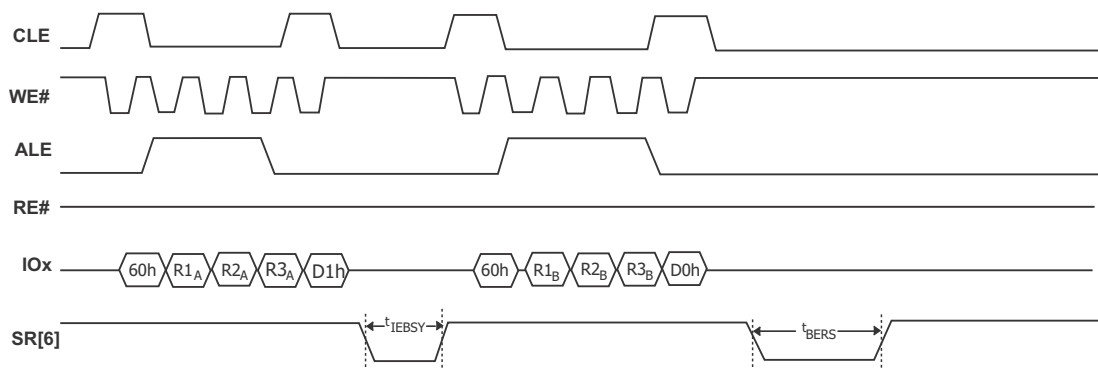 CLE
WE#
ALE
RE#
IOx 60h R1A R2A R3A D1h 60h R1B R2B R3B D0h
SR[6] tIEBSY tBERS